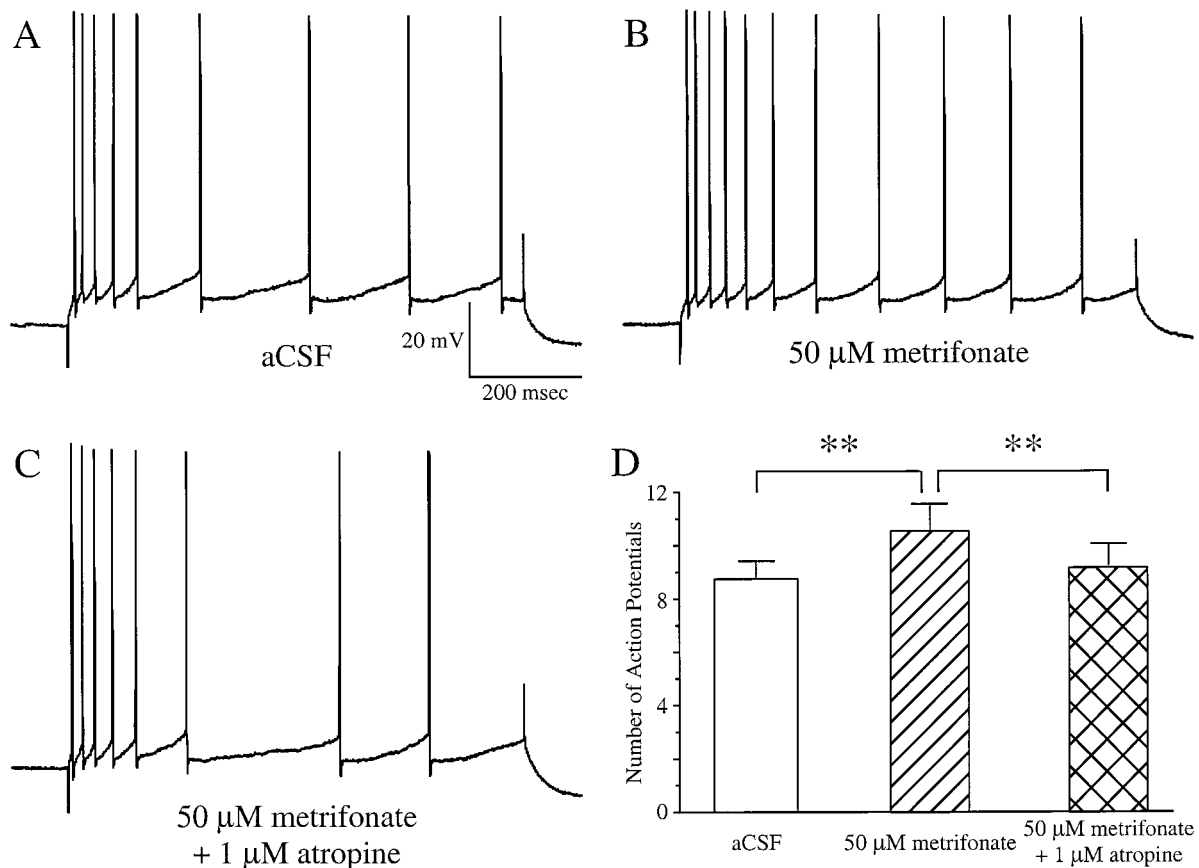 A
aCSF
20 mV
200 msec
B
50 µM metrifonate
C
50 µM metrifonate
+ 1 µM atropine
D
**
**
Number of Action Potentials
12
8
4
0
aCSF
50 µM metrifonate
50 µM metrifonate
+ 1 µM atropine